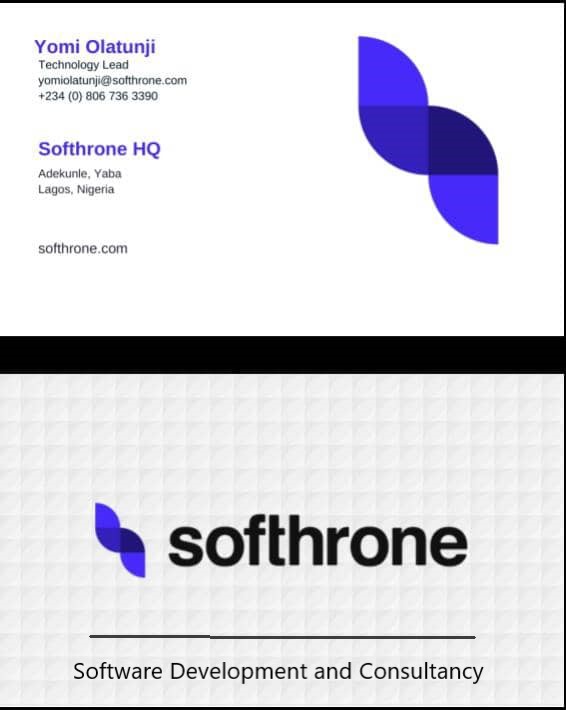 Yomi Olatunji
Technology Lead
yomiolatunji@softhrone.com
+234 (0) 806 736 3390
Softhrone HQ
Adekunle, Yaba
Lagos, Nigeria
softhrone.com
softhrone
Software Development and Consultancy